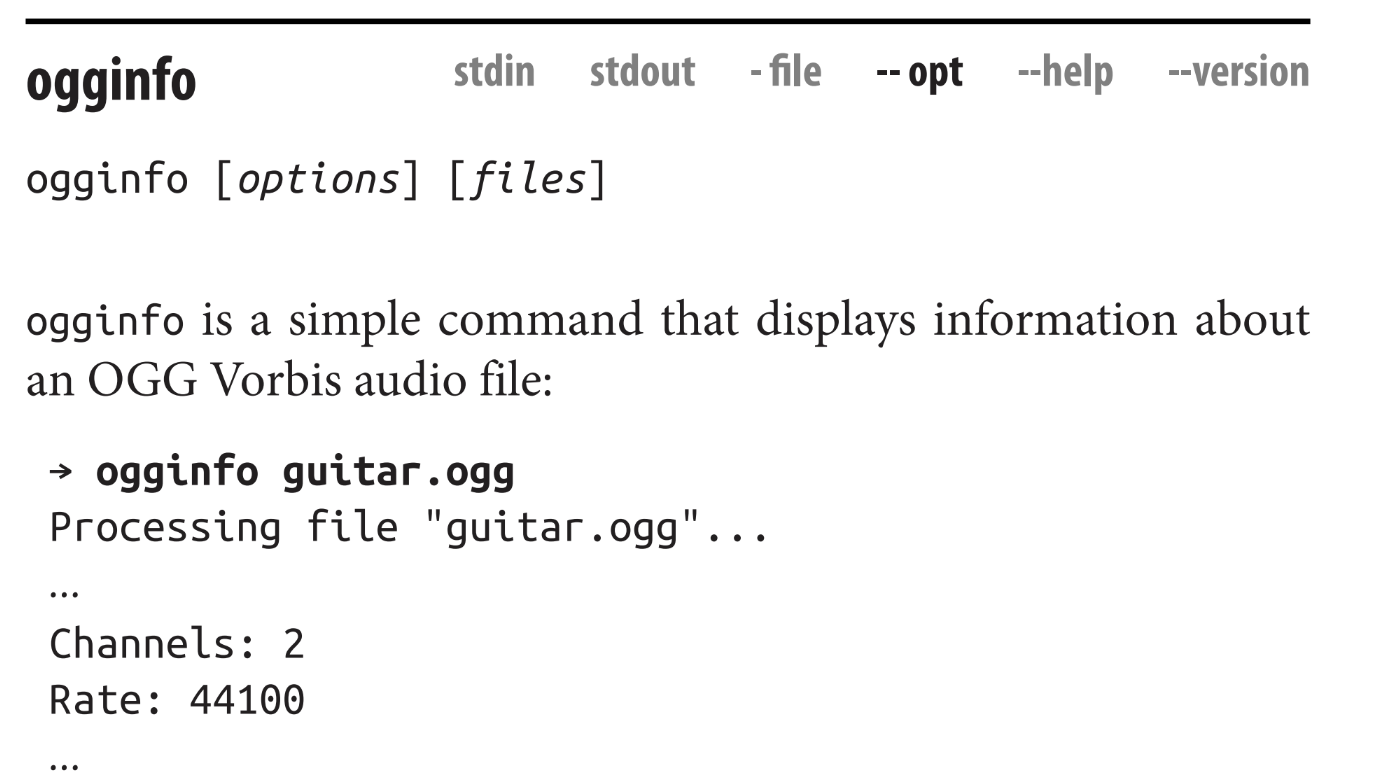 ogginfo stdin stdout - file -- opt --help --version
ogginfo [options] [files]
ogginfo is a simple command that displays information about
an OGG Vorbis audio file:
➔ ogginfo guitar.ogg
Processing file "guitar.ogg"...
...
Channels: 2
Rate: 44100
...